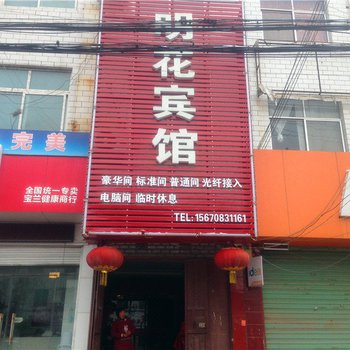 明花宾馆
豪华间 标准间 普通间 光纤接入
电脑间 临时休息
TEL:15670831161
完美
全国统一专卖
宝兰健康商行